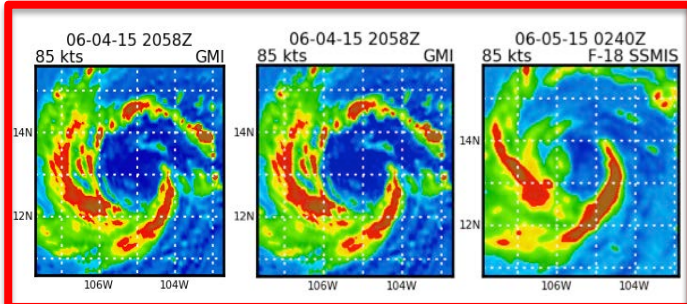 06-04-15 2058Z
85 kts GMI
14N
12N
106W 104W
06-04-15 2058Z
85 kts GMI
14N
12N
106W 104W
06-05-15 0240Z
85 kts F-18 SSMIS
14N
12N
106W 104W